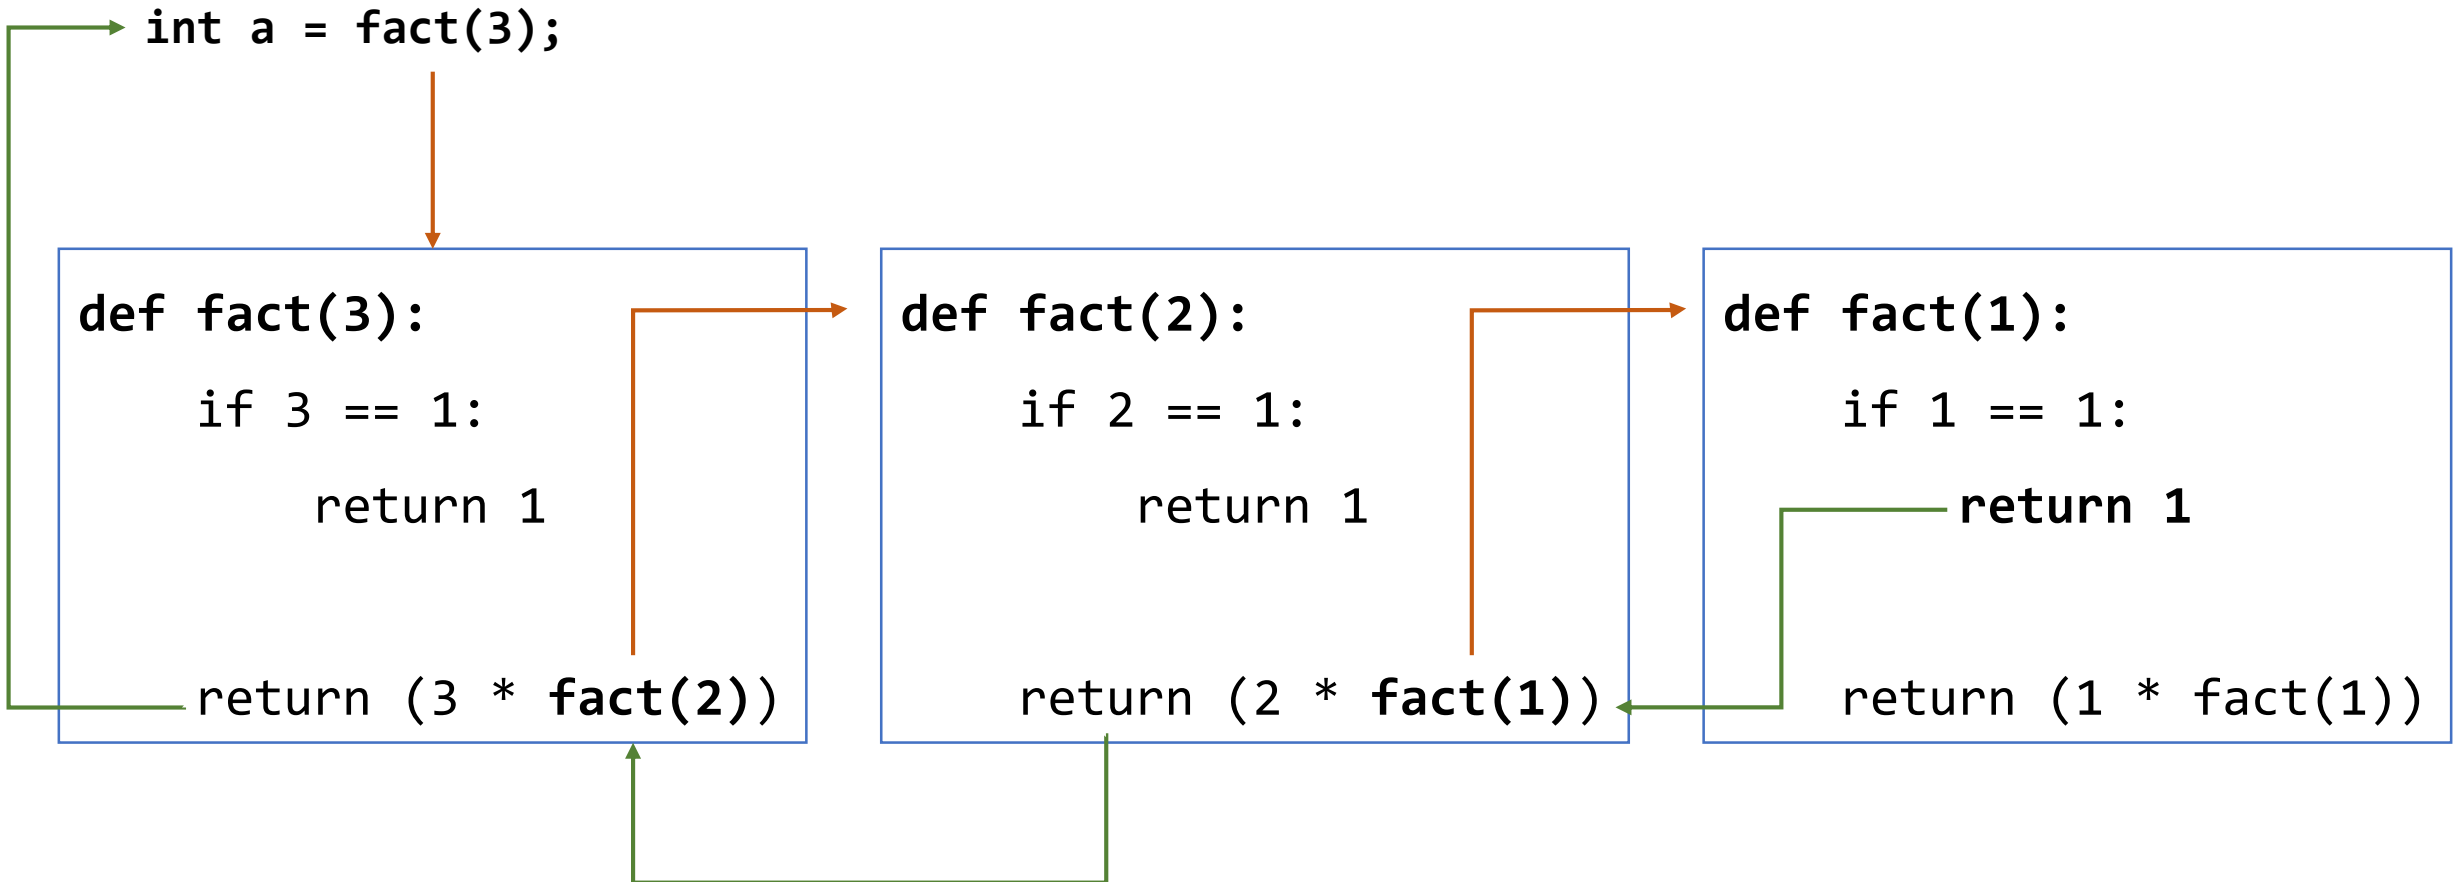 int a = fact(3);
def fact(3):
if 3 == 1:
return 1
return (3 * fact(2))
def fact(2):
if 2 == 1:
return 1
return (2 * fact(1))
def fact(1):
if 1 == 1:
return 1
return (1 * fact(1))